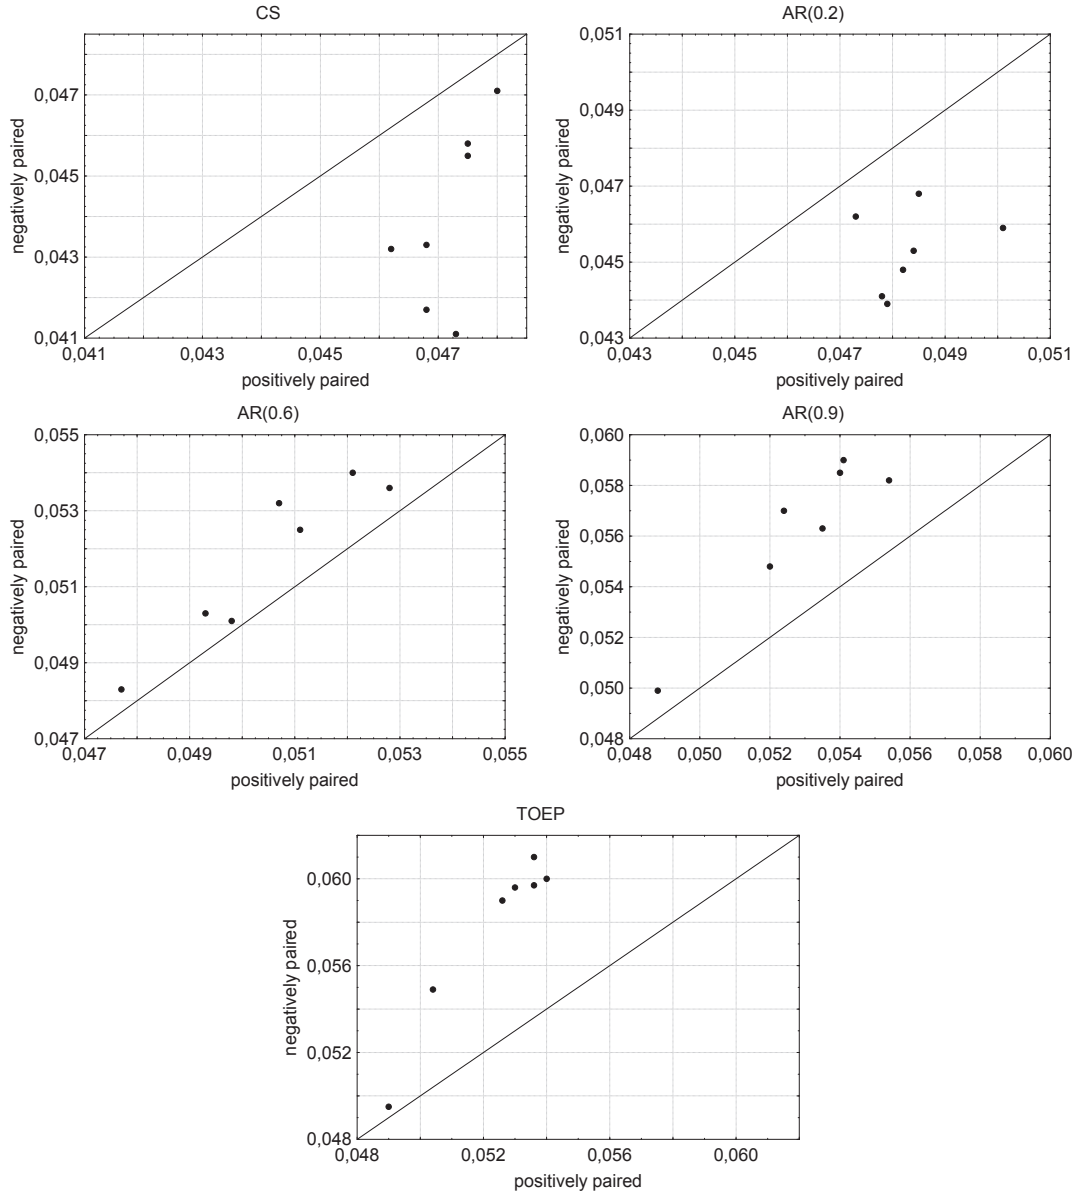 CS
0,047
0,045
0,043
0,041
negatively paired
0,041 0,043 0,045 0,047
positively paired
AR(0.2)
0,051
0,049
0,047
0,045
0,043
negatively paired
0,043 0,045 0,047 0,049 0,051
positively paired
AR(0.6)
0,055
0,053
0,051
0,049
0,047
negatively paired
0,047 0,049 0,051 0,053 0,055
positively paired
AR(0.9)
0,060
0,058
0,056
0,054
0,052
0,050
0,048
negatively paired
0,048 0,050 0,052 0,054 0,056 0,058 0,060
positively paired
TOEP
0,060
0,056
0,052
0,048
negatively paired
0,048 0,052 0,056 0,060
positively paired